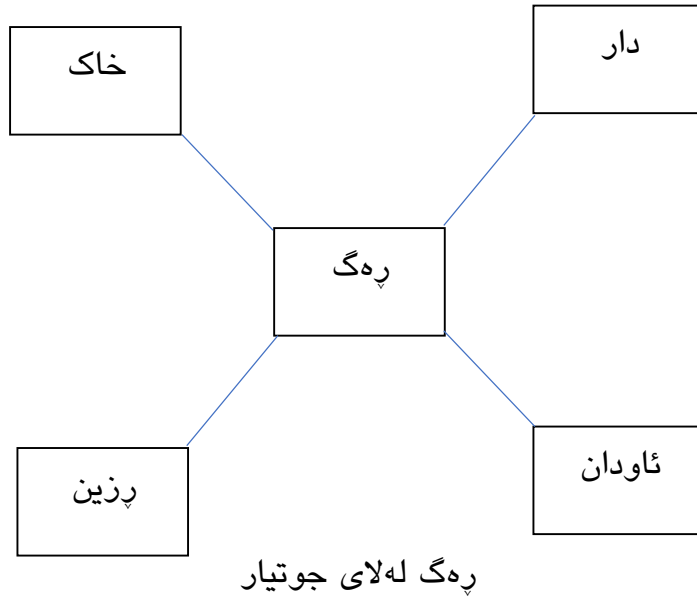 دار
خاک
ڕەگ
ئاودان
ڕزین
ڕەگ لەلای جوتیار